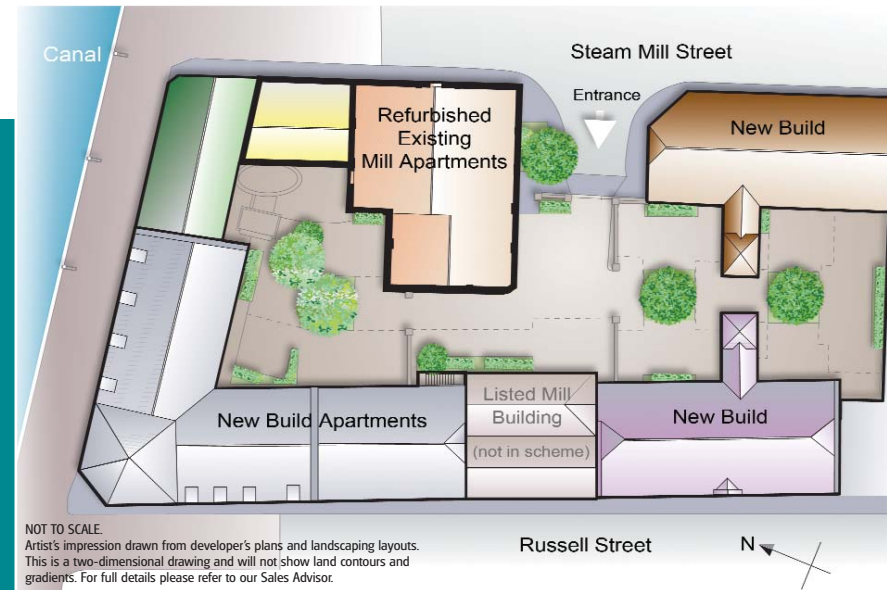 Canal
Steam Mill Street
Entrance
Refurbished
Existing
Mill Apartments
New Build
New Build Apartments
Listed Mill
Building
(not in scheme)
New Build
NOT TO SCALE.
Artist's impression drawn from developer's plans and landscaping layouts.
This is a two-dimensional drawing and will not show land contours and
gradients. For full details please refer to our Sales Advisor.
Russell Street
N